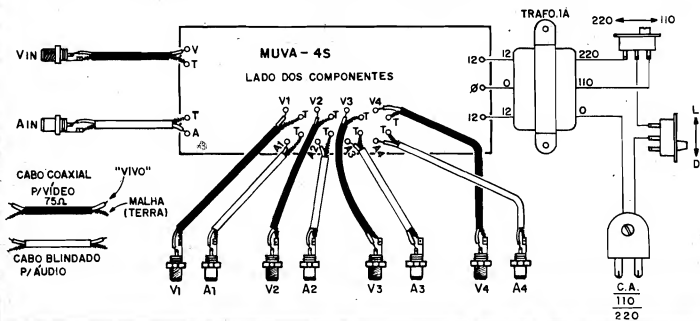 TRAFO. 1A
220 110
V IN
V
T
MUVA - 4S
LADO DOS COMPONENTES
12 12 220
Ø 0 110
12 12 0
A IN
T
A
V1 V2 V3 V4
T T T T
T T T T
A1 A2 A3 A4
L
D
CABO COAXIAL
P/VÍDEO
75Ω
"VIVO"
MALHA
(TERRA)
CABO BLINDADO
P/ÁUDIO
V1 A1 V2 A2 V3 A3 V4 A4
C.A.
110
220